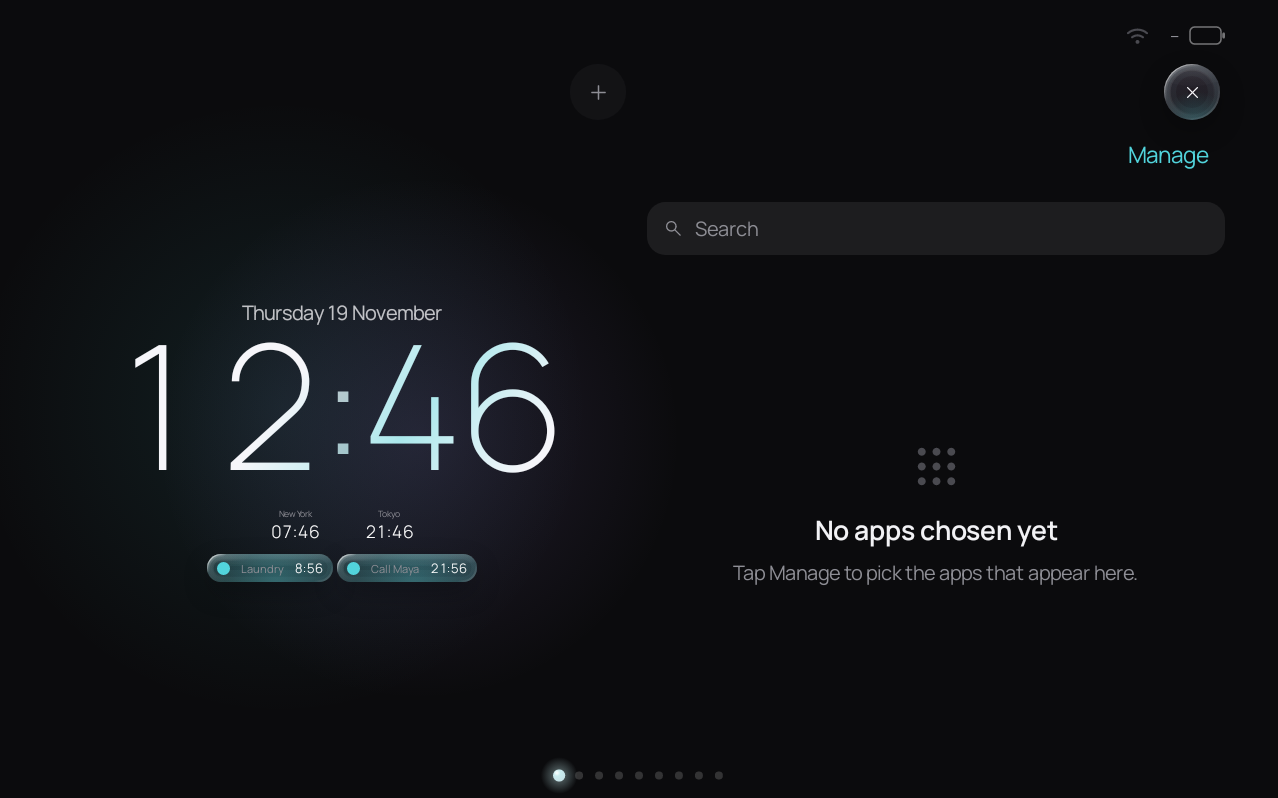 –
Manage
Search
Thursday 19 November
12:46
New York
07:46
Tokyo
21:46
Laundry 8:56
Call Maya 21:56
No apps chosen yet
Tap Manage to pick the apps that appear here.